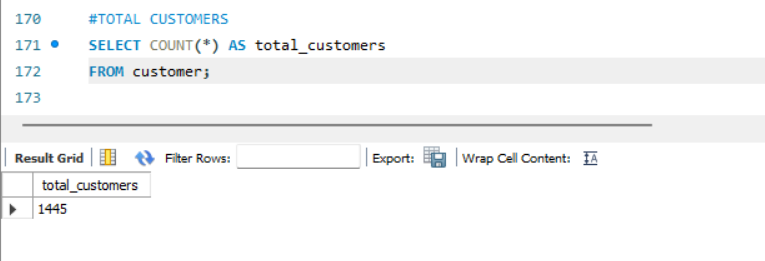 170 #TOTAL CUSTOMERS
171 SELECT COUNT(*) AS total_customers
172 FROM customer;
173
Result Grid Filter Rows: Export: Wrap Cell Content: IA
total_customers
1445